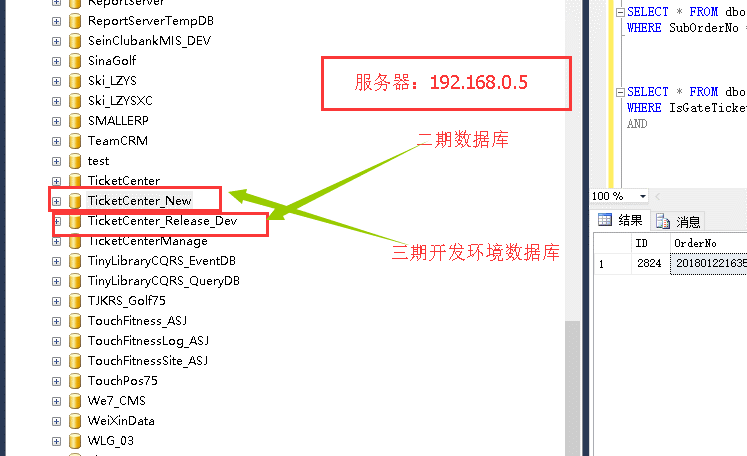 ReportServer
ReportServerTempDB
SeinClubankMIS_DEV
SinaGolf
Ski_LZYS
Ski_LZYSXC
SMALLERP
TeamCRM
test
TicketCenter
TicketCenter_New
TicketCenter_Release_Dev
TicketCenterManage
TinyLibraryCQRS_EventDB
TinyLibraryCQRS_QueryDB
TJKRS_Golf75
TouchFitness_ASJ
TouchFitnessLog_ASJ
TouchFitnessSite_ASJ
TouchPos75
We7_CMS
WeiXinData
WLG_03
服务器：192.168.0.5
二期数据库
三期开发环境数据库
SELECT * FROM dbo
WHERE SubOrderNo =
SELECT * FROM dbo
WHERE IsGateTicket
AND
100 %
结果 消息
ID OrderNo
1 2824 201801221635